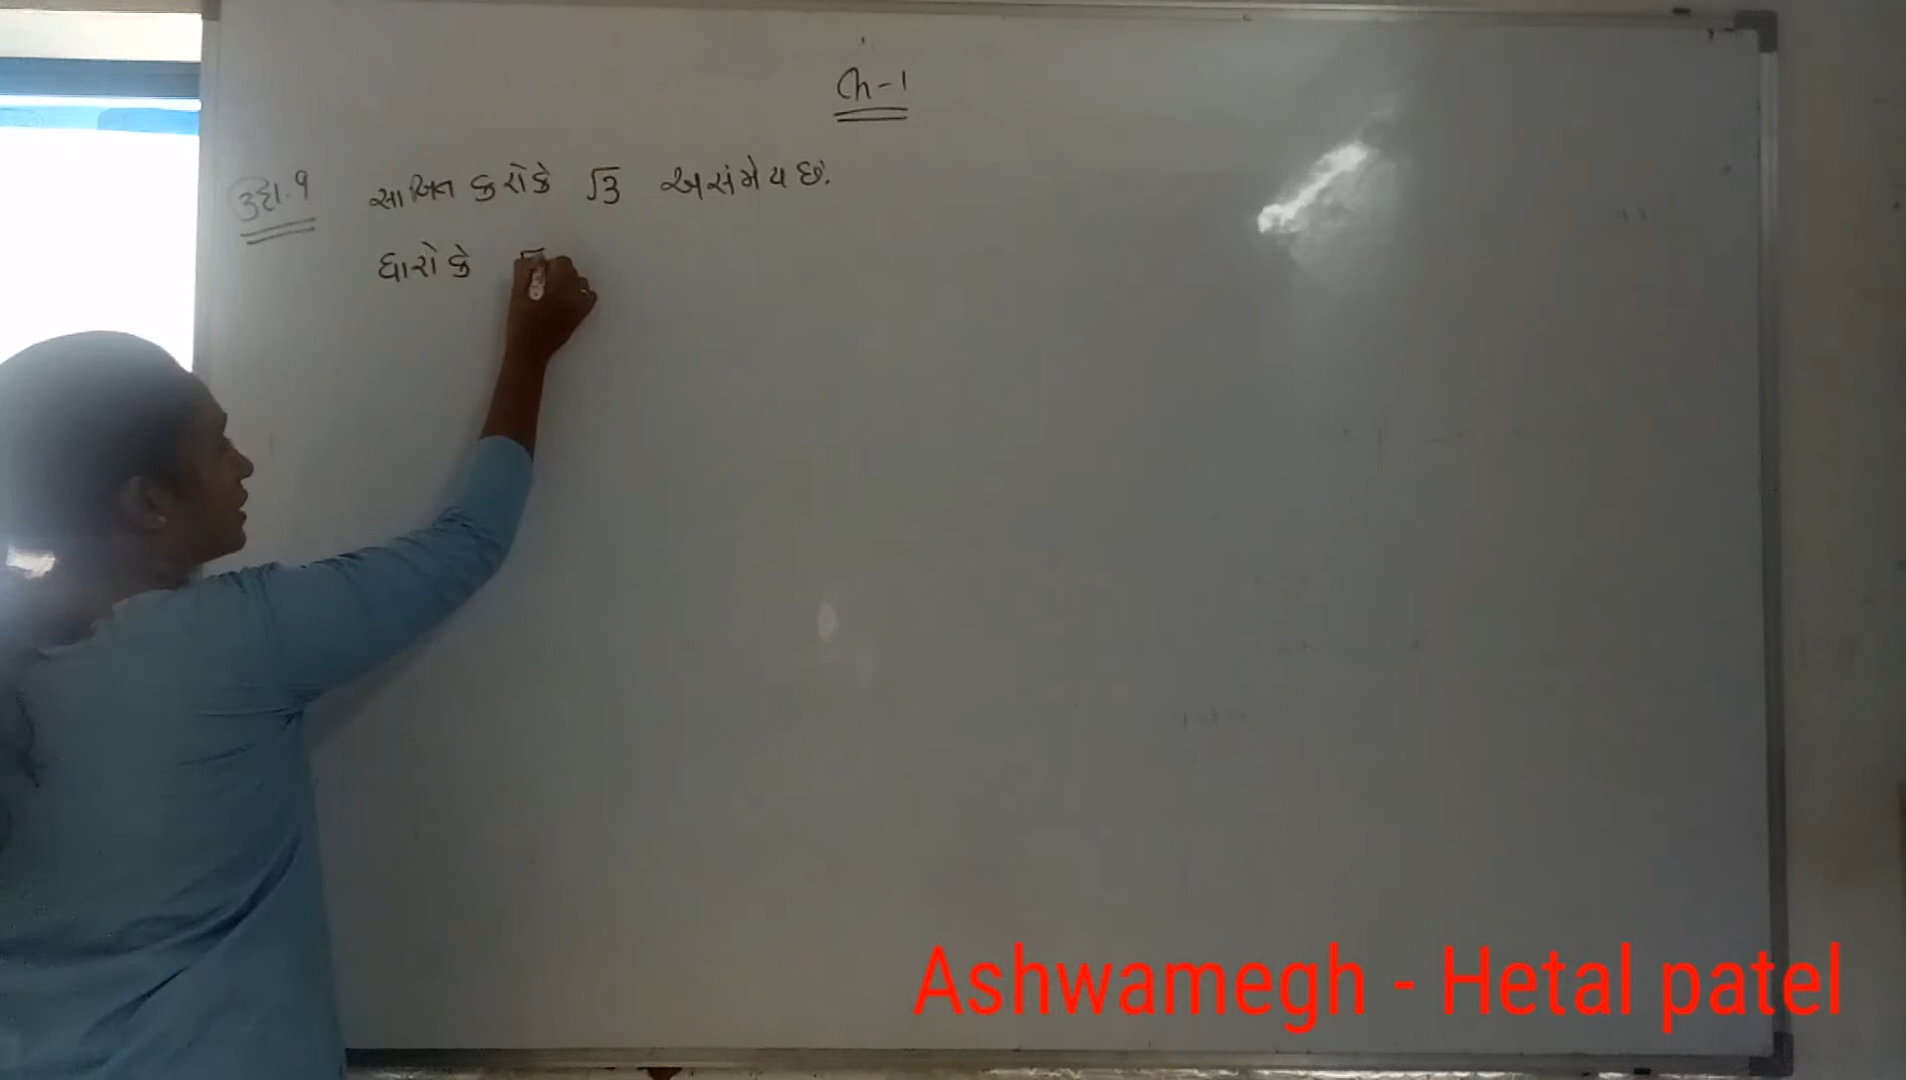 Ch-1
ઉદા.૧ સાબિત કરોકે √3 અસંમેય છે.
ધારોકે √
Ashwamegh - Hetal patel